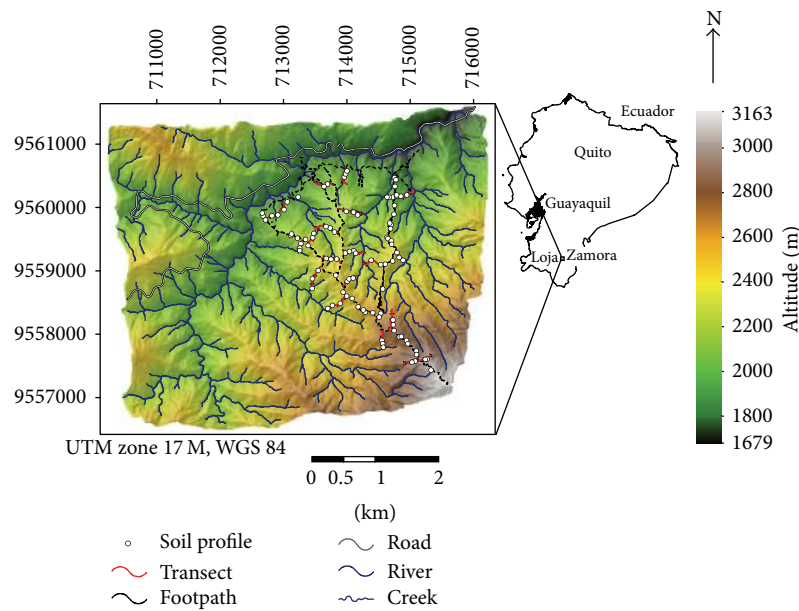 N
711000
712000
713000
714000
715000
716000
9561000
9560000
9559000
9558000
9557000
Ecuador
Quito
Guayaquil
Loja
Zamora
3163
3000
2800
2600
2400
2200
2000
1800
1679
Altitude (m)
UTM zone 17 M, WGS 84
0 0.5 1 2
(km)
Soil profile
Transect
Footpath
Road
River
Creek